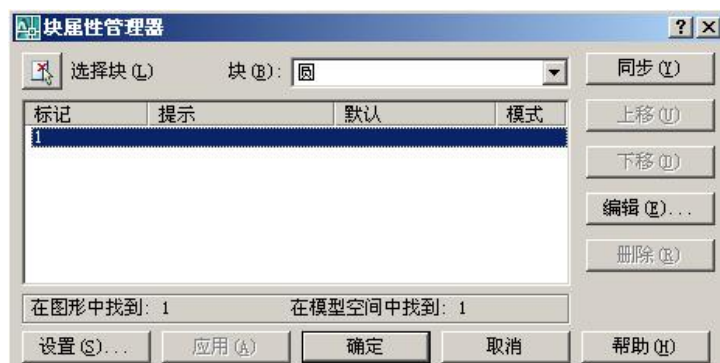 块属性管理器
选择块(L) 块(B): 圆 同步(Y)
标记 提示 默认 模式 上移(U)
1
下移(D)
编辑(E)...
删除(R)
在图形中找到: 1 在模型空间中找到: 1
设置(S)... 应用(A) 确定 取消 帮助(H)